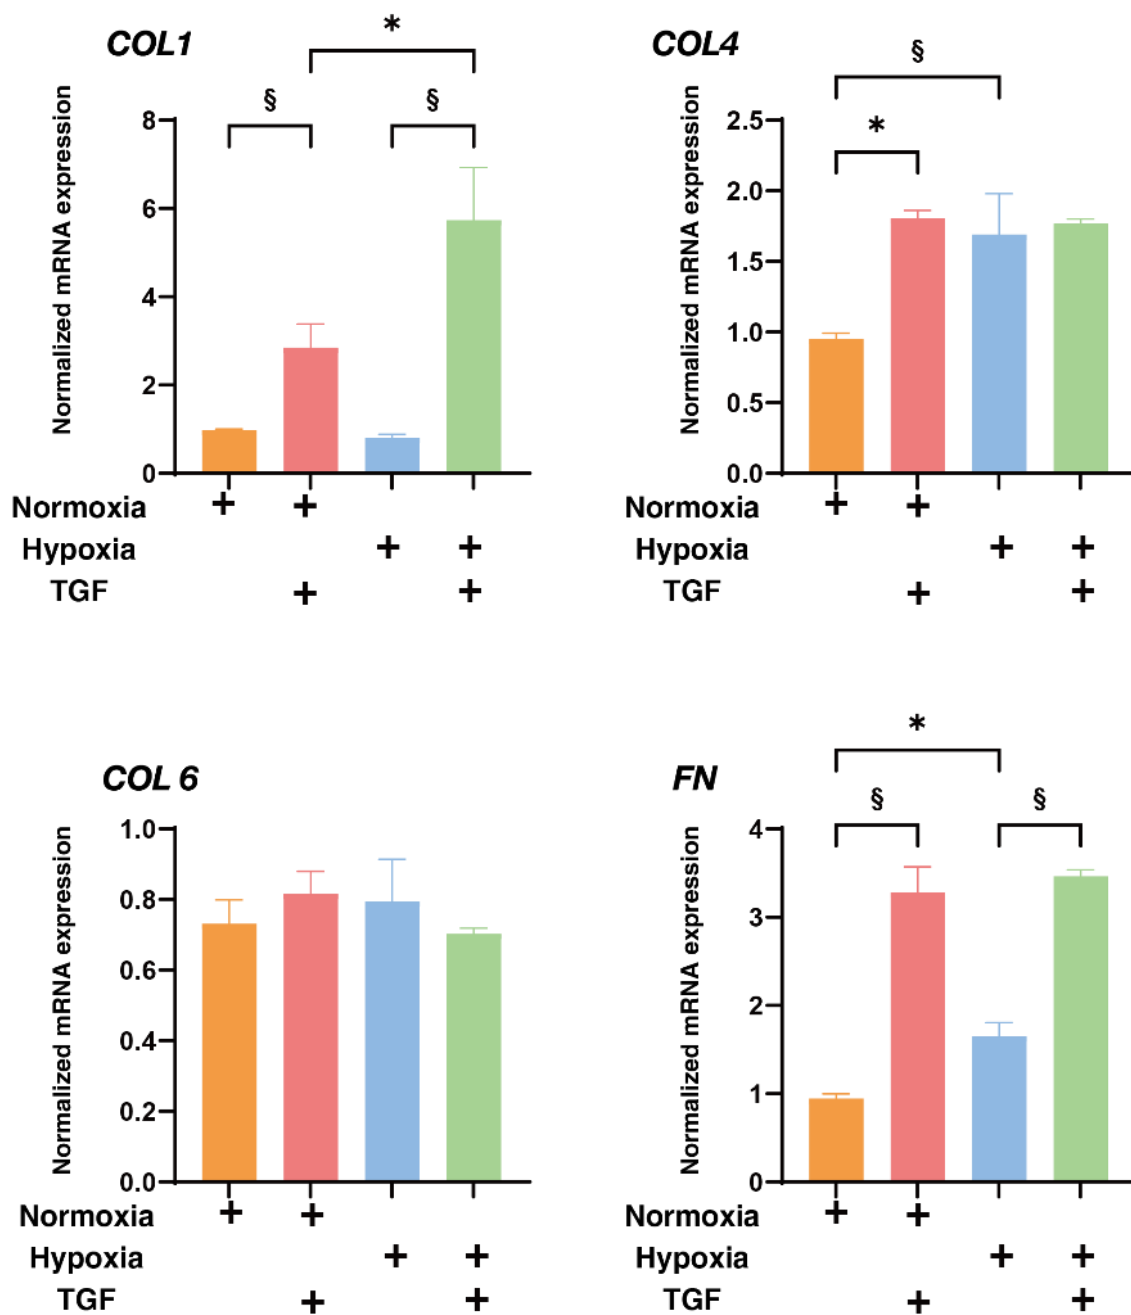 COL1
*
§ §
Normalized mRNA expression
8
6
4
2
0
Normoxia + +
Hypoxia + +
TGF + +
COL4
§
*
Normalized mRNA expression
2.5
2.0
1.5
1.0
0.5
0.0
Normoxia + +
Hypoxia + +
TGF + +
COL 6
Normalized mRNA expression
1.0
0.8
0.6
0.4
0.2
0.0
Normoxia + +
Hypoxia + +
TGF + +
FN
*
§ §
Normalized mRNA expression
4
3
2
1
0
Normoxia + +
Hypoxia + +
TGF + +